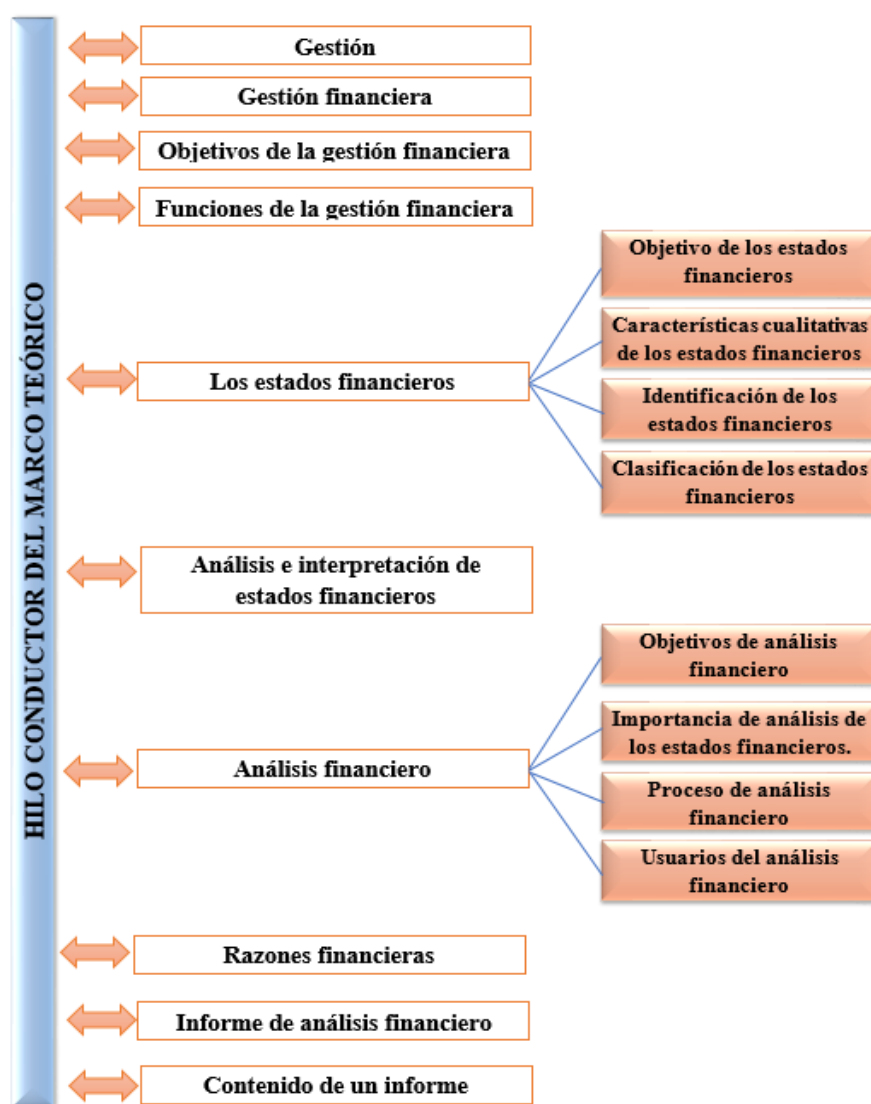 HILO CONDUCTOR DEL MARCO TEÓRICO
Gestión
Gestión financiera
Objetivos de la gestión financiera
Funciones de la gestión financiera
Los estados financieros
Objetivo de los estados
financieros
Características cualitativas
de los estados financieros
Identificación de los
estados financieros
Clasificación de los estados
financieros
Análisis e interpretación de
estados financieros
Análisis financiero
Objetivos de análisis
financiero
Importancia de análisis de
los estados financieros.
Proceso de análisis
financiero
Usuarios del análisis
financiero
Razones financieras
Informe de análisis financiero
Contenido de un informe